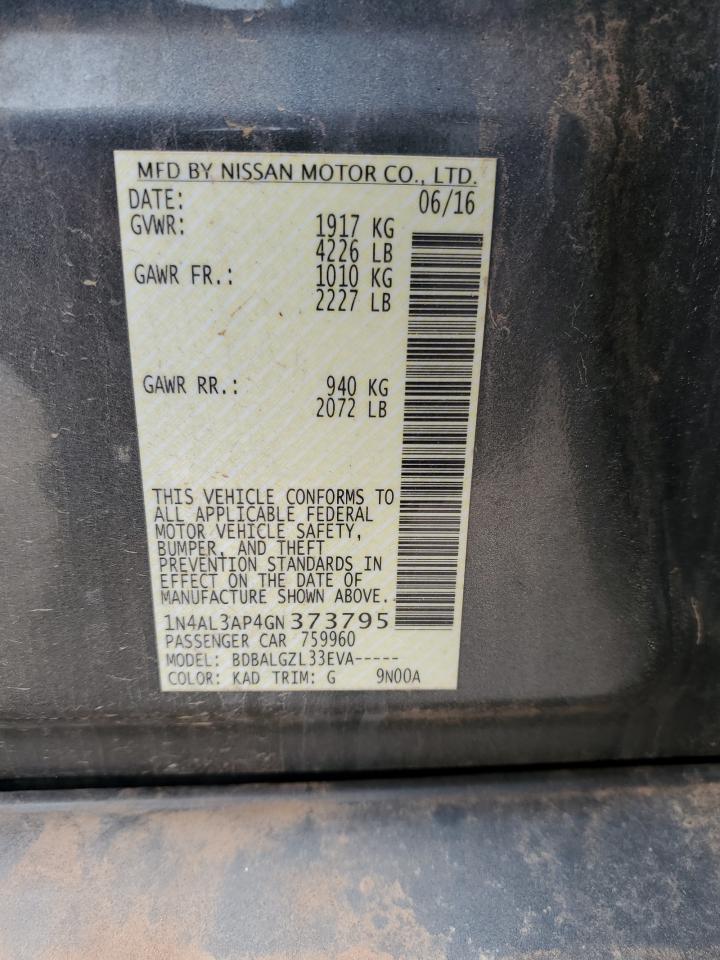 MFD BY NISSAN MOTOR CO., LTD.
DATE: 06/16
GVWR: 1917 KG
4226 LB
GAWR FR.: 1010 KG
2227 LB
GAWR RR.: 940 KG
2072 LB
THIS VEHICLE CONFORMS TO
ALL APPLICABLE FEDERAL
MOTOR VEHICLE SAFETY,
BUMPER, AND THEFT
PREVENTION STANDARDS IN
EFFECT ON THE DATE OF
MANUFACTURE SHOWN ABOVE.
1N4AL3AP4GN373795
PASSENGER CAR 759960
MODEL: BDBALGZL33EVA-----
COLOR: KAD TRIM: G 9N00A